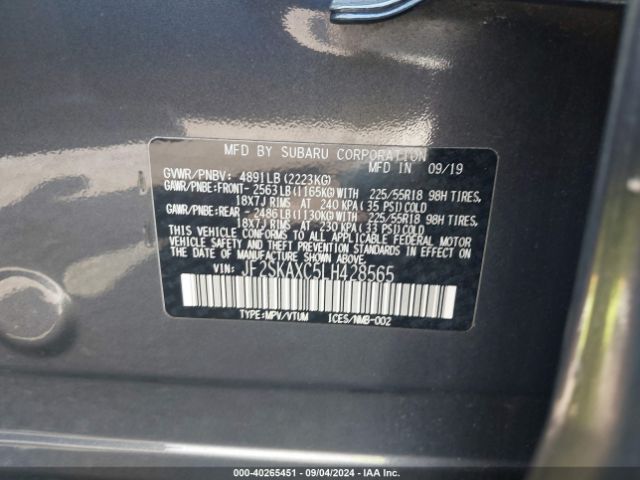 MFD BY SUBARU CORPORATION
MFD IN 09/19
GVWR/PNBV: 4891LB(2223KG)
GAWR/PNBE:FRONT- 2563LB(1165KG)WITH 225/55R18 98H TIRES,
18X7J RIMS AT 240 KPA(35 PSI)COLD
GAWR/PNBE:REAR - 2486LB(1130KG)WITH 225/55R18 98H TIRES,
18X7J RIMS AT 230 KPA(33 PSI)COLD
THIS VEHICLE CONFORMS TO ALL APPLICABLE FEDERAL MOTOR
VEHICLE SAFETY AND THEFT PREVENTION STANDARDS IN EFFECT ON
THE DATE OF MANUFACTURE SHOWN ABOVE.
VIN: JF2SKAXC5LH428565
TYPE:MPV/VTUM ICES/NMB-002
000-40265451 - 09/04/2024 - IAA Inc.